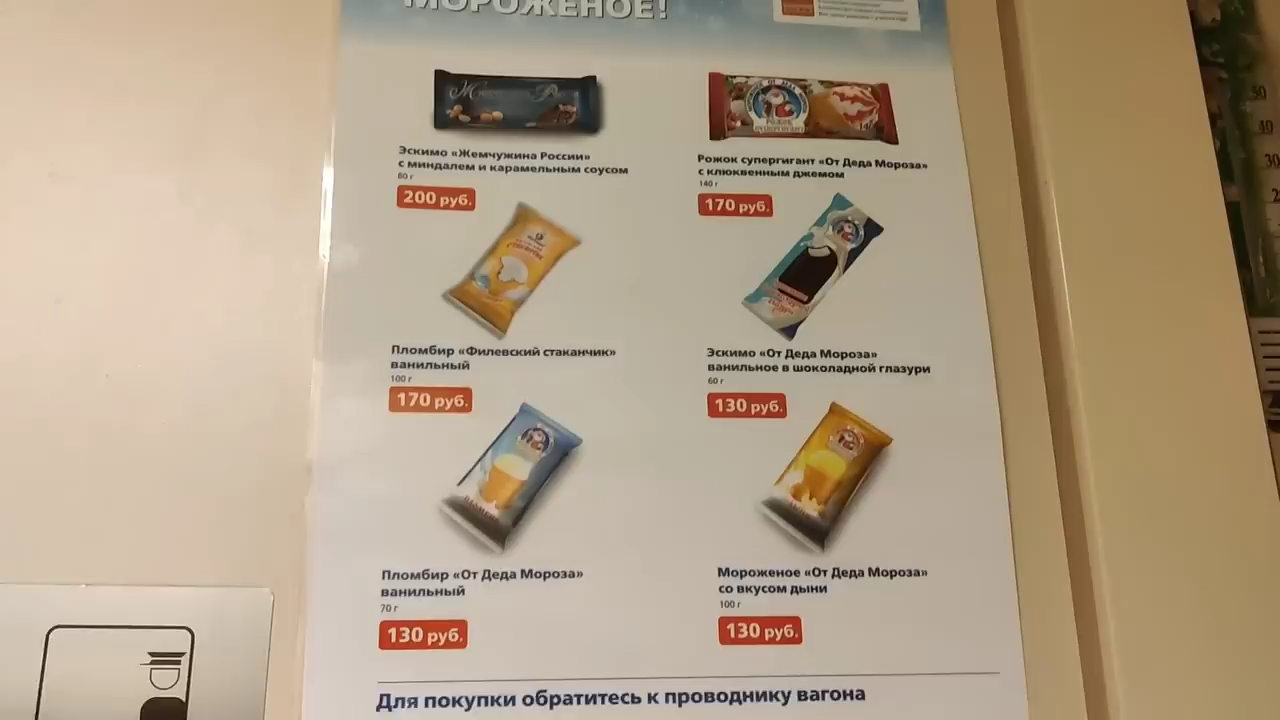 МОРОЖЕНОЕ!
Эскимо «Жемчужина России»
с миндалем и карамельным соусом
80 г
200 руб.
Рожок супергигант «От Деда Мороза»
с клюквенным джемом
140 г
170 руб.
Пломбир «Филевский стаканчик»
ванильный
100 г
170 руб.
Эскимо «От Деда Мороза»
ванильное в шоколадной глазури
60 г
130 руб.
Пломбир «От Деда Мороза»
ванильный
70 г
130 руб.
Мороженое «От Деда Мороза»
со вкусом дыни
100 г
130 руб.
Для покупки обратитесь к проводнику вагона
50
40
30